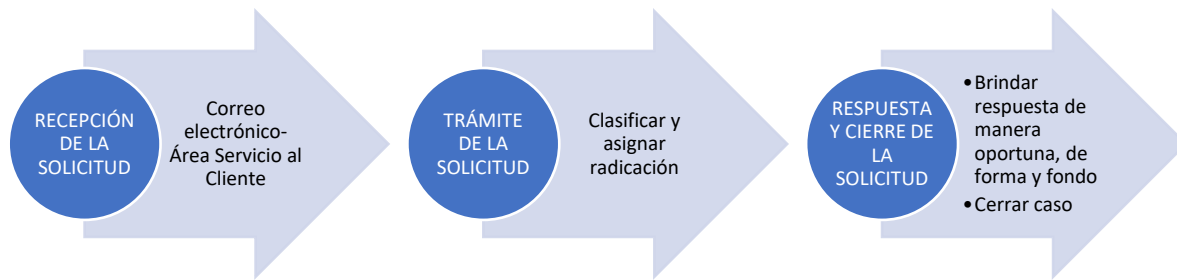 RECEPCIÓN
DE LA
SOLICITUD
Correo
electrónico-
Área Servicio al
Cliente
TRÁMITE
DE LA
SOLICITUD
Clasificar y
asignar
radicación
RESPUESTA
Y CIERRE DE
LA
SOLICITUD
•Brindar
respuesta de
manera
oportuna, de
forma y fondo
•Cerrar caso